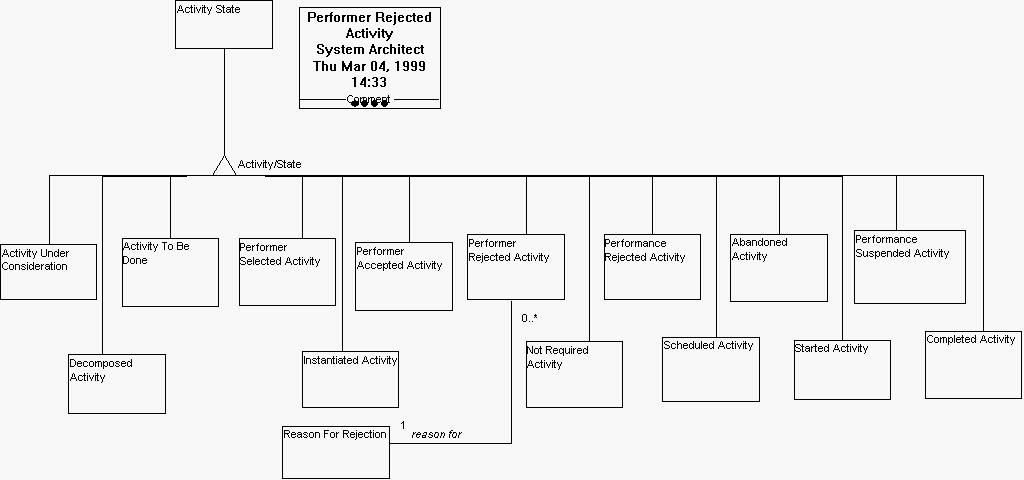 Activity State
Performer Rejected
Activity
System Architect
Thu Mar 04, 1999
14:33
Comment
Activity/State
Activity Under
Consideration
Activity To Be
Done
Performer
Selected Activity
Performer
Accepted Activity
Performer
Rejected Activity
Performance
Rejected Activity
Abandoned
Activity
Performance
Suspended Activity
0..*
Decomposed
Activity
Instantiated Activity
Not Required
Activity
Scheduled Activity
Started Activity
Completed Activity
Reason For Rejection
1
reason for